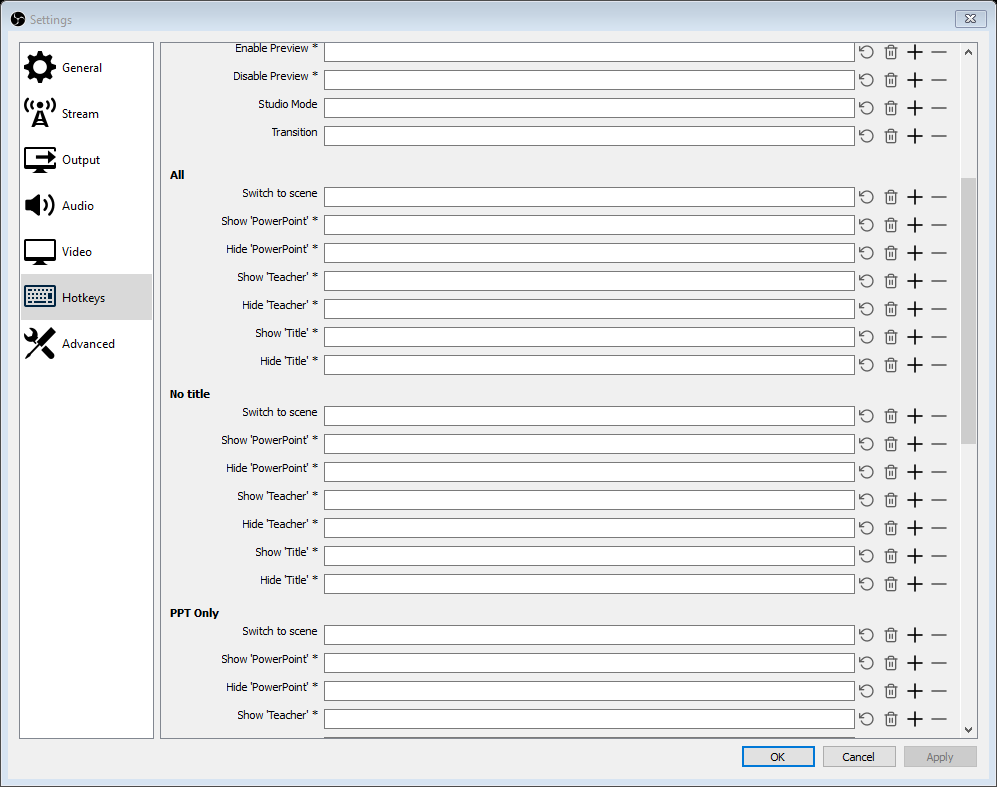 Settings
General
Stream
Output
Audio
Video
Hotkeys
Advanced
Enable Preview *
Disable Preview *
Studio Mode
Transition
All
Switch to scene
Show 'PowerPoint' *
Hide 'PowerPoint' *
Show 'Teacher' *
Hide 'Teacher' *
Show 'Title' *
Hide 'Title' *
No title
Switch to scene
Show 'PowerPoint' *
Hide 'PowerPoint' *
Show 'Teacher' *
Hide 'Teacher' *
Show 'Title' *
Hide 'Title' *
PPT Only
Switch to scene
Show 'PowerPoint' *
Hide 'PowerPoint' *
Show 'Teacher' *
OK Cancel Apply